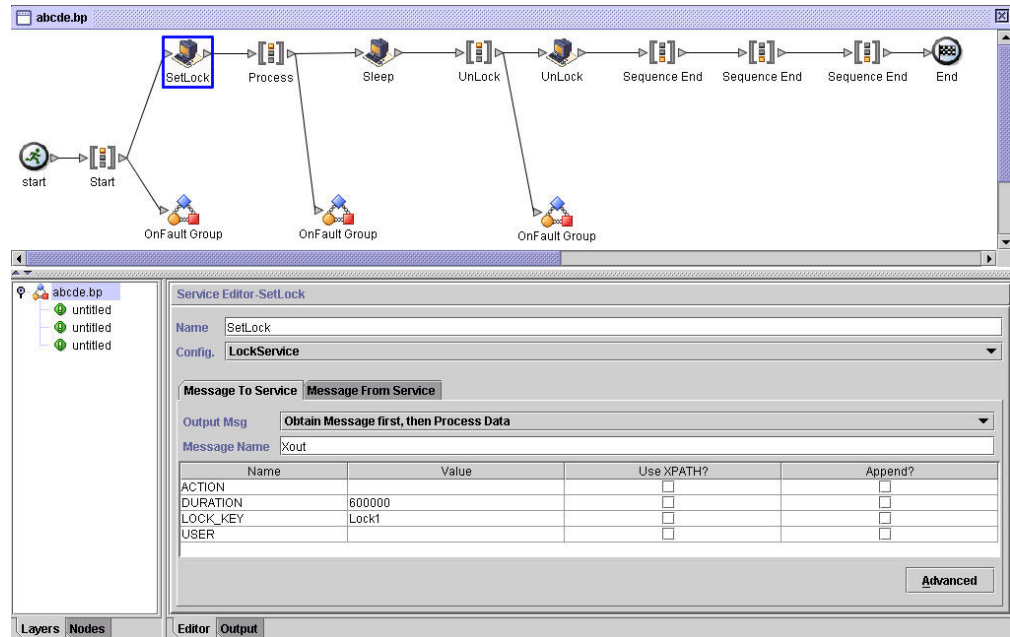 abcde.bp
SetLock
Process
Sleep
UnLock
UnLock
Sequence End
Sequence End
Sequence End
End
start
Start
OnFault Group
OnFault Group
OnFault Group
abcde.bp
untitled
untitled
untitled
Layers Nodes
Service Editor-SetLock
Name SetLock
Config. LockService
Message To Service Message From Service
Output Msg Obtain Message first, then Process Data
Message Name Xout
Name Value Use XPATH? Append?
ACTION
DURATION 600000
LOCK_KEY Lock1
USER
Advanced
Editor Output